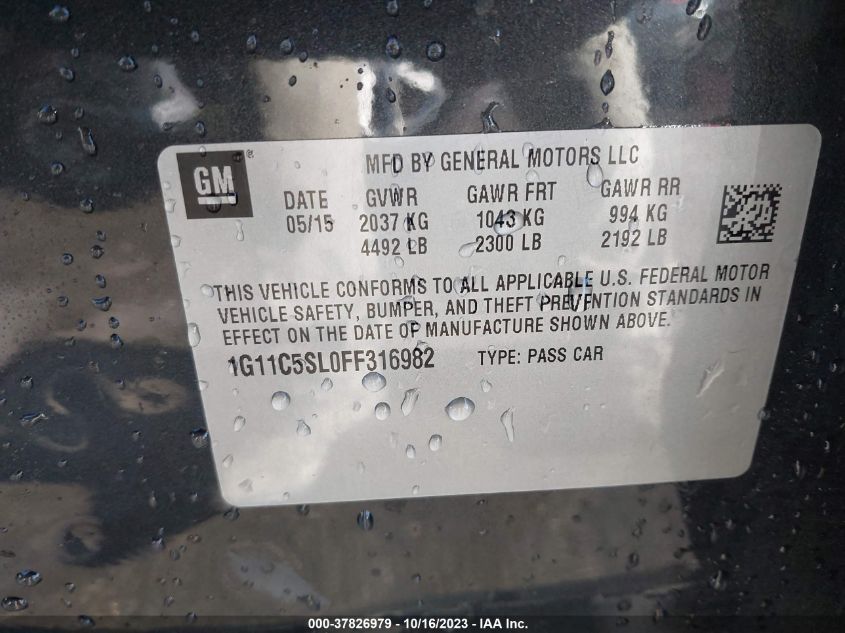 GM ® MFD BY GENERAL MOTORS LLC
DATE GVWR GAWR FRT GAWR RR
05/15 2037 KG 1043 KG 994 KG
4492 LB 2300 LB 2192 LB
THIS VEHICLE CONFORMS TO ALL APPLICABLE U.S. FEDERAL MOTOR
VEHICLE SAFETY, BUMPER, AND THEFT PREVENTION STANDARDS IN
EFFECT ON THE DATE OF MANUFACTURE SHOWN ABOVE.
1G11C5SL0FF316982 TYPE: PASS CAR
000-37826979 - 10/16/2023 - IAA Inc.